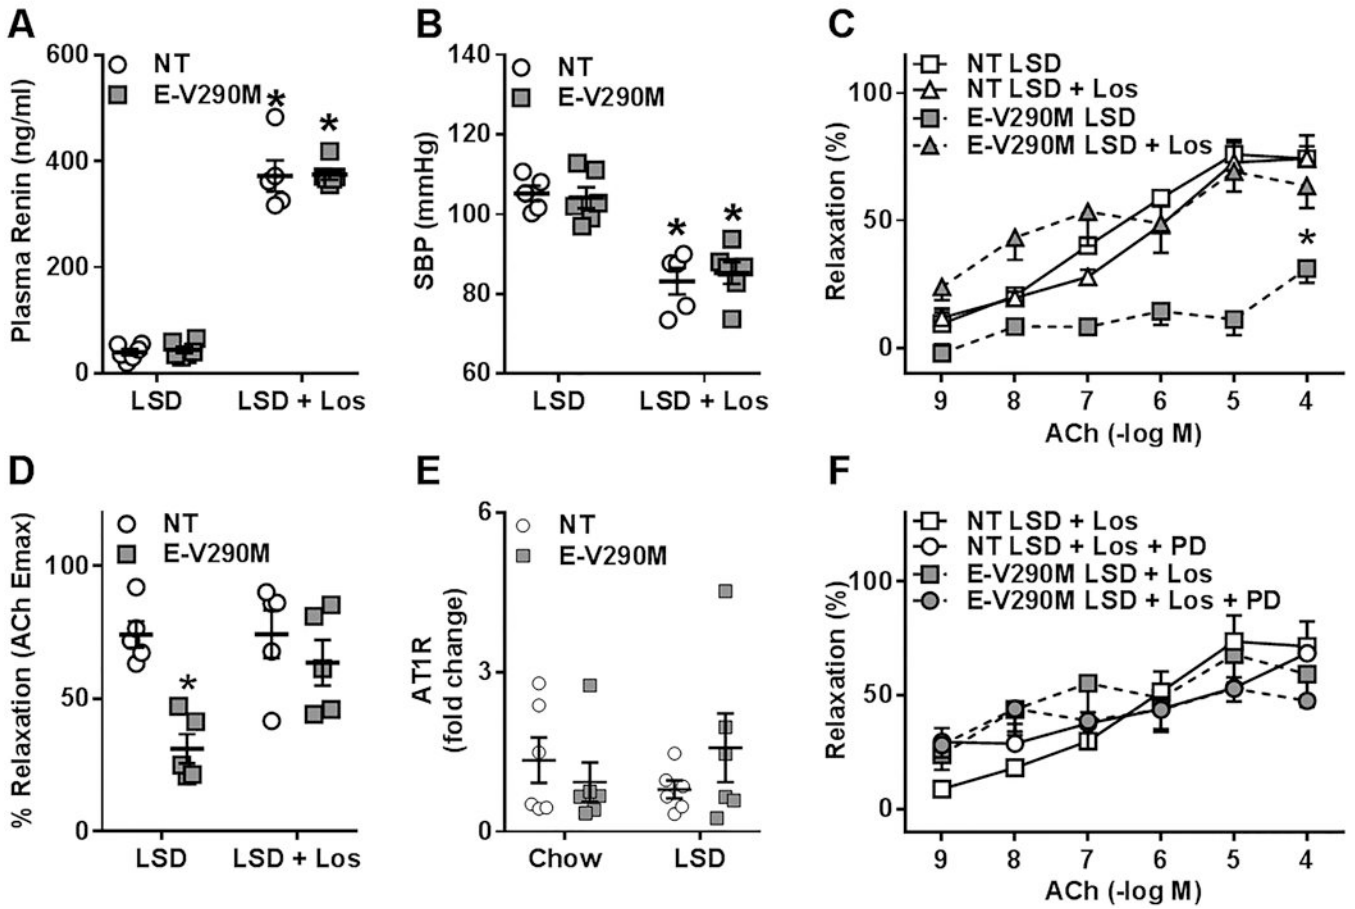 A
Plasma Renin (ng/ml)
600
400
200
0
NT
E-V290M
*
*
LSD
LSD + Los
B
SBP (mmHg)
140
120
100
80
60
NT
E-V290M
*
*
LSD
LSD + Los
C
Relaxation (%)
100
50
0
NT LSD
NT LSD + Los
E-V290M LSD
E-V290M LSD + Los
*
9 8 7 6 5 4
ACh (-log M)
D
% Relaxation (ACh Emax)
100
50
0
NT
E-V290M
*
LSD
LSD + Los
E
AT1R
(fold change)
6
3
0
NT
E-V290M
Chow
LSD
F
Relaxation (%)
100
50
0
NT LSD + Los
NT LSD + Los + PD
E-V290M LSD + Los
E-V290M LSD + Los + PD
9 8 7 6 5 4
ACh (-log M)